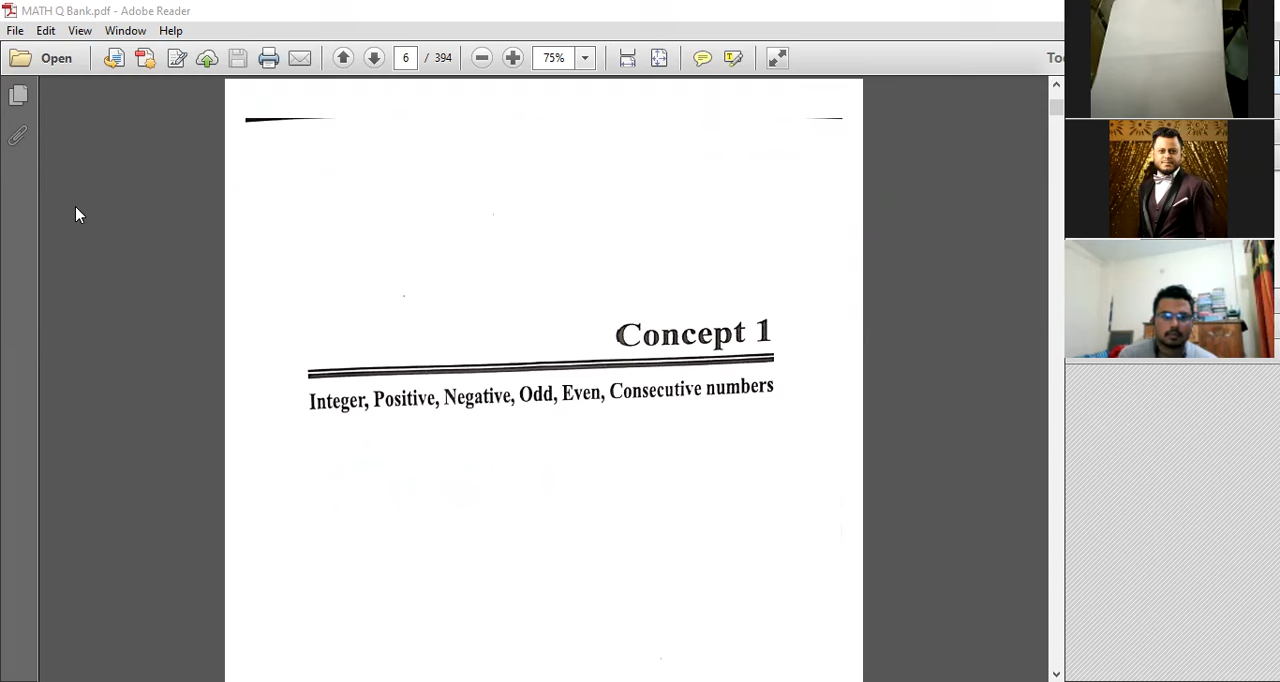 MATH Q Bank.pdf - Adobe Reader
File Edit View Window Help
Open 6 / 394 75%
Concept 1
Integer, Positive, Negative, Odd, Even, Consecutive numbers